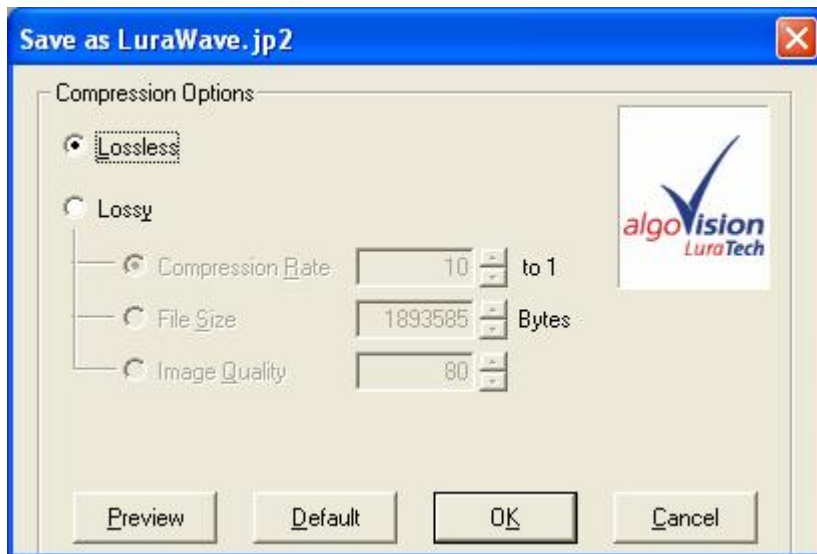 Save as LuraWave.jp2
Compression Options
Lossless
algoVision
LuraTech
Lossy
Compression Rate 10 to 1
File Size 1893585 Bytes
Image Quality 80
Preview Default OK Cancel